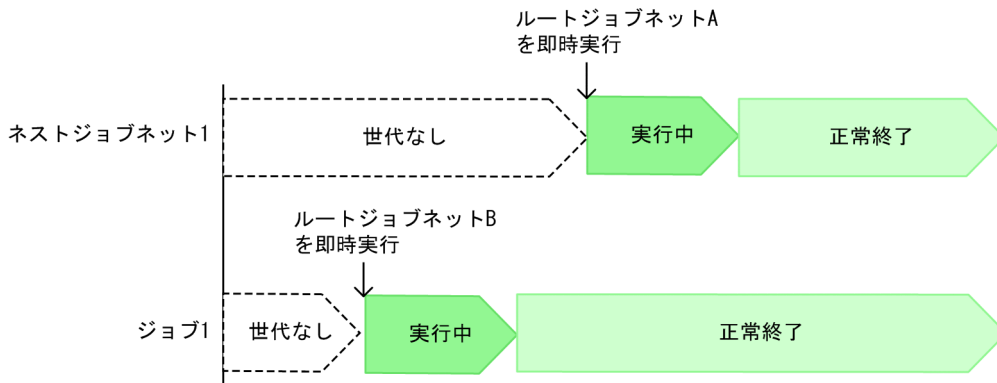 ルートジョブネットA
を即時実行
ネストジョブネット1
世代なし
実行中
正常終了
ルートジョブネットB
を即時実行
ジョブ1
世代なし
実行中
正常終了